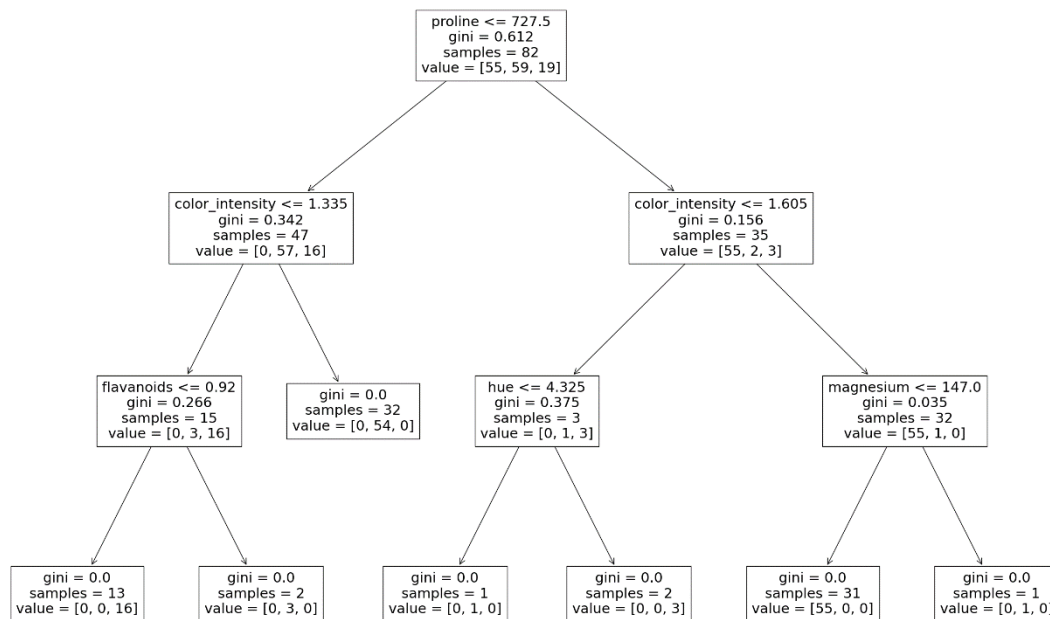 proline <= 727.5
gini = 0.612
samples = 82
value = [55, 59, 19]
color_intensity <= 1.335
gini = 0.342
samples = 47
value = [0, 57, 16]
color_intensity <= 1.605
gini = 0.156
samples = 35
value = [55, 2, 3]
flavanoids <= 0.92
gini = 0.266
samples = 15
value = [0, 3, 16]
gini = 0.0
samples = 32
value = [0, 54, 0]
hue <= 4.325
gini = 0.375
samples = 3
value = [0, 1, 3]
magnesium <= 147.0
gini = 0.035
samples = 32
value = [55, 1, 0]
gini = 0.0
samples = 13
value = [0, 0, 16]
gini = 0.0
samples = 2
value = [0, 3, 0]
gini = 0.0
samples = 1
value = [0, 1, 0]
gini = 0.0
samples = 2
value = [0, 0, 3]
gini = 0.0
samples = 31
value = [55, 0, 0]
gini = 0.0
samples = 1
value = [0, 1, 0]